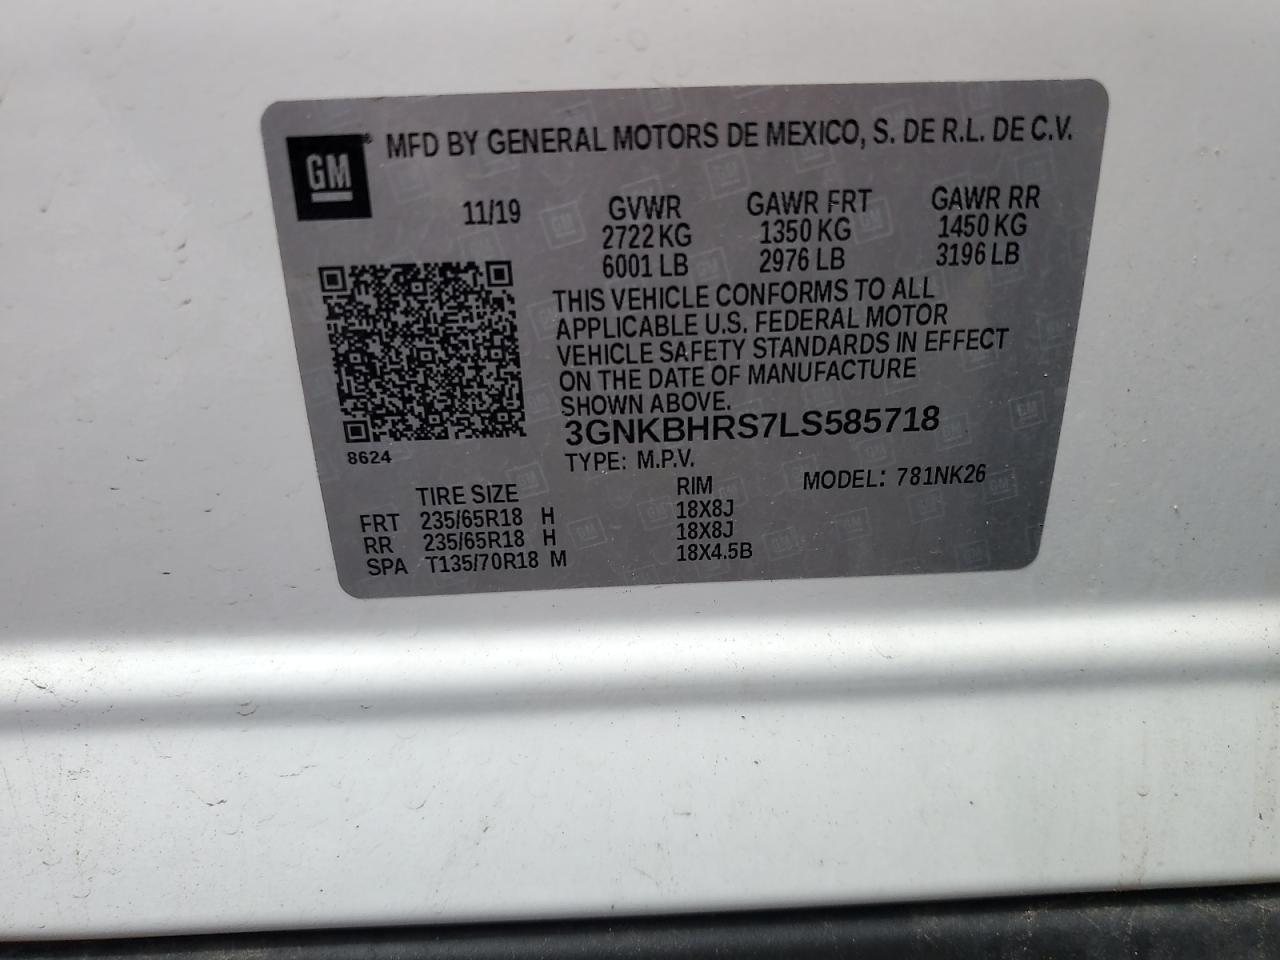 GM® MFD BY GENERAL MOTORS DE MEXICO, S. DE R.L. DE C.V.
11/19 GVWR GAWR FRT GAWR RR
2722 KG 1350 KG 1450 KG
6001 LB 2976 LB 3196 LB
THIS VEHICLE CONFORMS TO ALL
APPLICABLE U.S. FEDERAL MOTOR
VEHICLE SAFETY STANDARDS IN EFFECT
ON THE DATE OF MANUFACTURE
SHOWN ABOVE.
3GNKBHRS7LS585718
8624
TYPE: M.P.V. MODEL: 781NK26
TIRE SIZE RIM
FRT 235/65R18 H 18X8J
RR 235/65R18 H 18X8J
SPA T135/70R18 M 18X4.5B